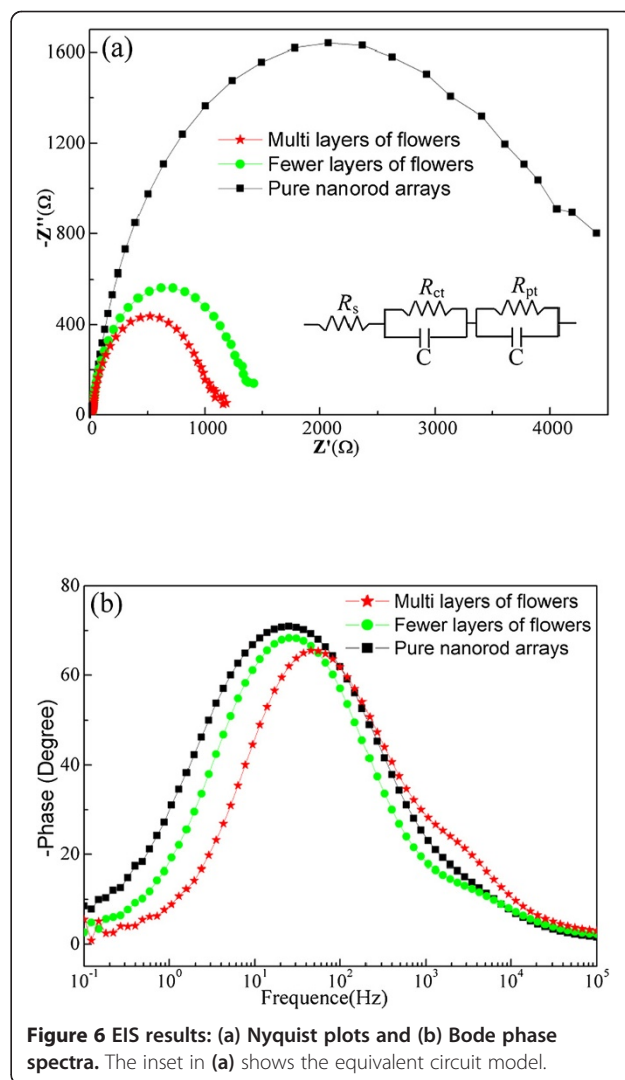 (a)
1600
1200
800
400
0
-Z''(Ω)
Multi layers of flowers
Fewer layers of flowers
Pure nanorod arrays
Rs
Rct
Rpt
C
C
0 1000 2000 3000 4000
Z'(Ω)
(b)
80
60
40
20
0
-Phase (Degree)
Multi layers of flowers
Fewer layers of flowers
Pure nanorod arrays
10-1 100 101 102 103 104 105
Frequence(Hz)
Figure 6 EIS results: (a) Nyquist plots and (b) Bode phase
spectra. The inset in (a) shows the equivalent circuit model.